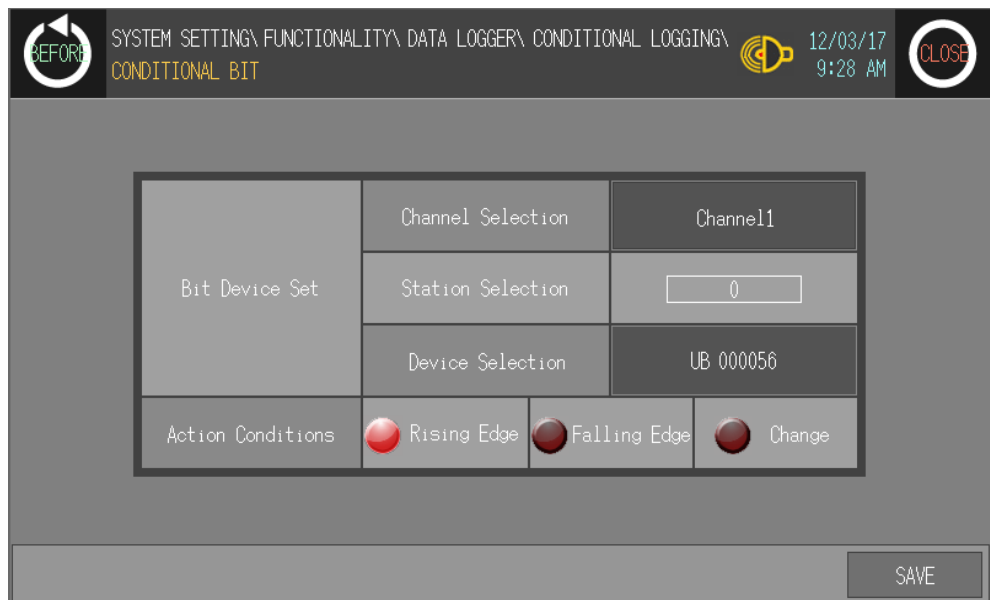 BEFORE
SYSTEM SETTING\ FUNCTIONALITY\ DATA LOGGER\ CONDITIONAL LOGGING\
CONDITIONAL BIT
12/03/17
9:28 AM
CLOSE
Bit Device Set
Channel Selection
Channel1
Station Selection
0
Device Selection
UB 000056
Action Conditions
Rising Edge
Falling Edge
Change
SAVE